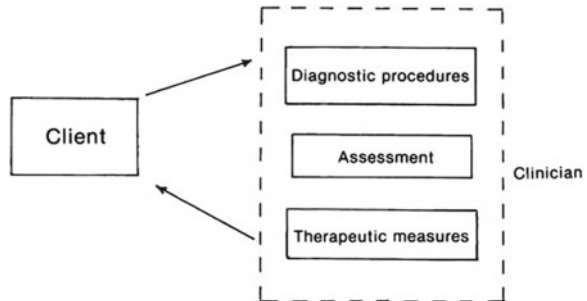 Diagnostic procedures
Client
Assessment
Clinician
Therapeutic measures